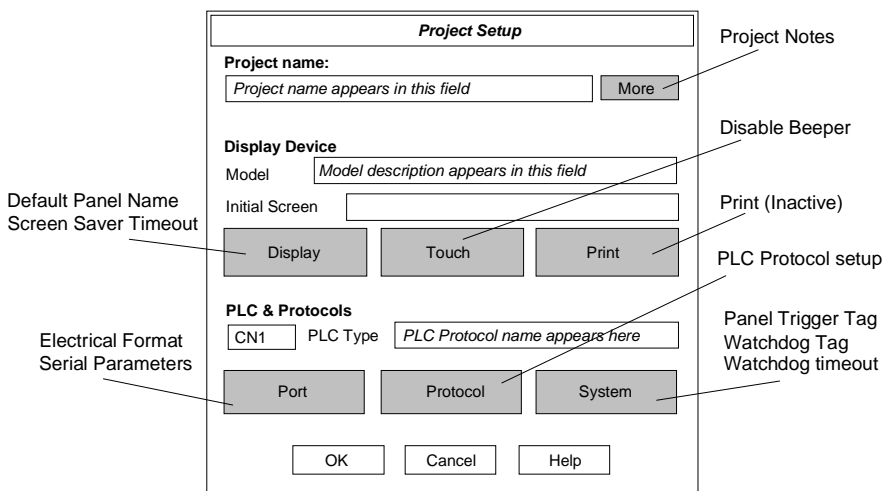 Project Setup
Project Notes
Project name:
Project name appears in this field
More
Disable Beeper
Display Device
Model
Model description appears in this field
Default Panel Name
Screen Saver Timeout
Initial Screen
Print (Inactive)
Display
Touch
Print
PLC Protocol setup
PLC & Protocols
CN1
PLC Type
PLC Protocol name appears here
Panel Trigger Tag
Watchdog Tag
Watchdog timeout
Electrical Format
Serial Parameters
Port
Protocol
System
OK
Cancel
Help